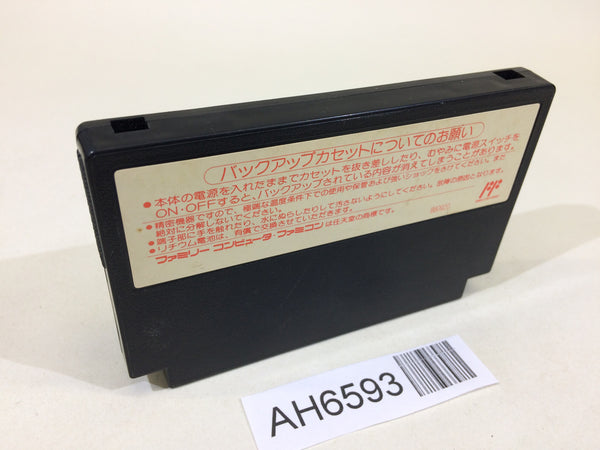 バックアップカセットについてのお願い
●本体の電源を入れたままでカセットを抜き差ししたり、むやみに電源スイッチを
ON・OFFすると、バックアップされている内容が消えてしまうことがあります。
●精密機器ですので、極端な温度条件下での使用や保管および強いショックをさけてください。また
絶対に分解しないでください。
●端子部に手を触れたり、水にぬらしたりして汚さないようにしてください。故障の原因となります。
●リチウム電池は、有償で交換させていただきます。
ファミリーコンピュータ・ファミコンは任天堂の商標です。
AH6593